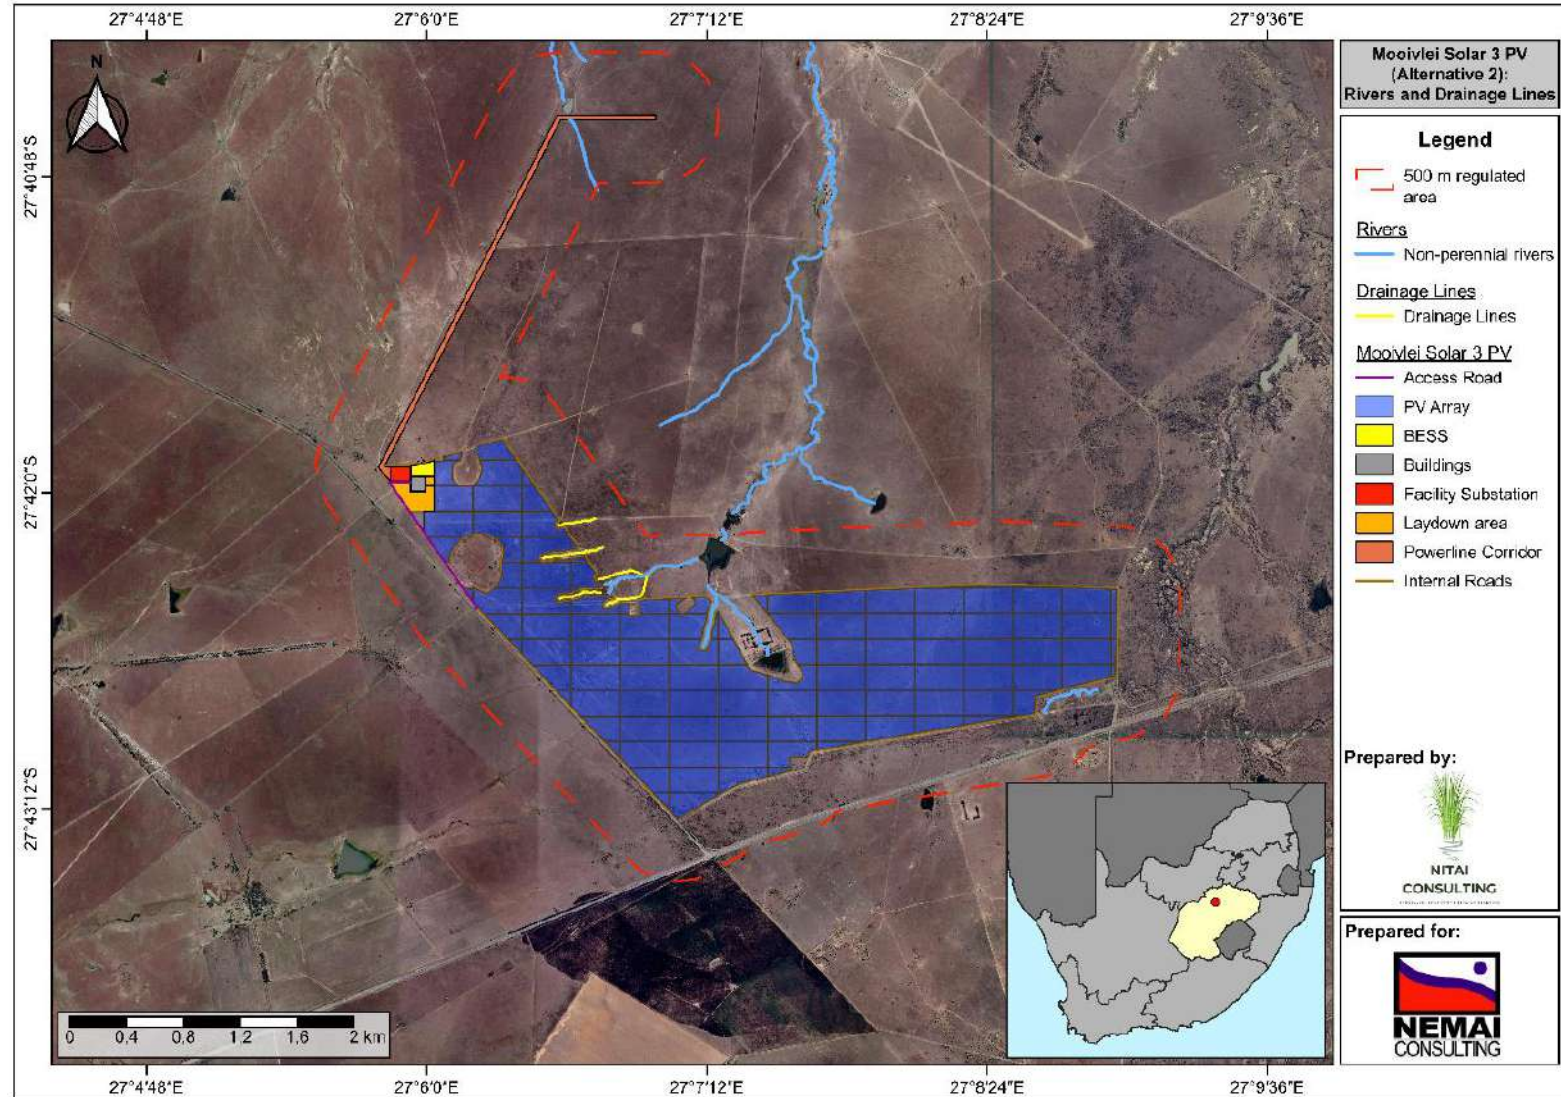 27°4'48"E
27°6'0"E
27°7'12"E
27°8'24"E
27°9'36"E
N
27°40'48"S
27°42'0"S
27°43'12"S
0 0,4 0,8 1,2 1,6 2 km
27°4'48"E
27°6'0"E
27°7'12"E
27°8'24"E
27°9'36"E
Mooivlei Solar 3 PV
(Alternative 2):
Rivers and Drainage Lines
Legend
500 m regulated
area
Rivers
Non-perennial rivers
Drainage Lines
Drainage Lines
Mooivlei Solar 3 PV
Access Road
PV Array
BESS
Buildings
Facility Substation
Laydown area
Powerline Corridor
Internal Roads
Prepared by:
NITAI
CONSULTING
Prepared for:
NEMAI
CONSULTING